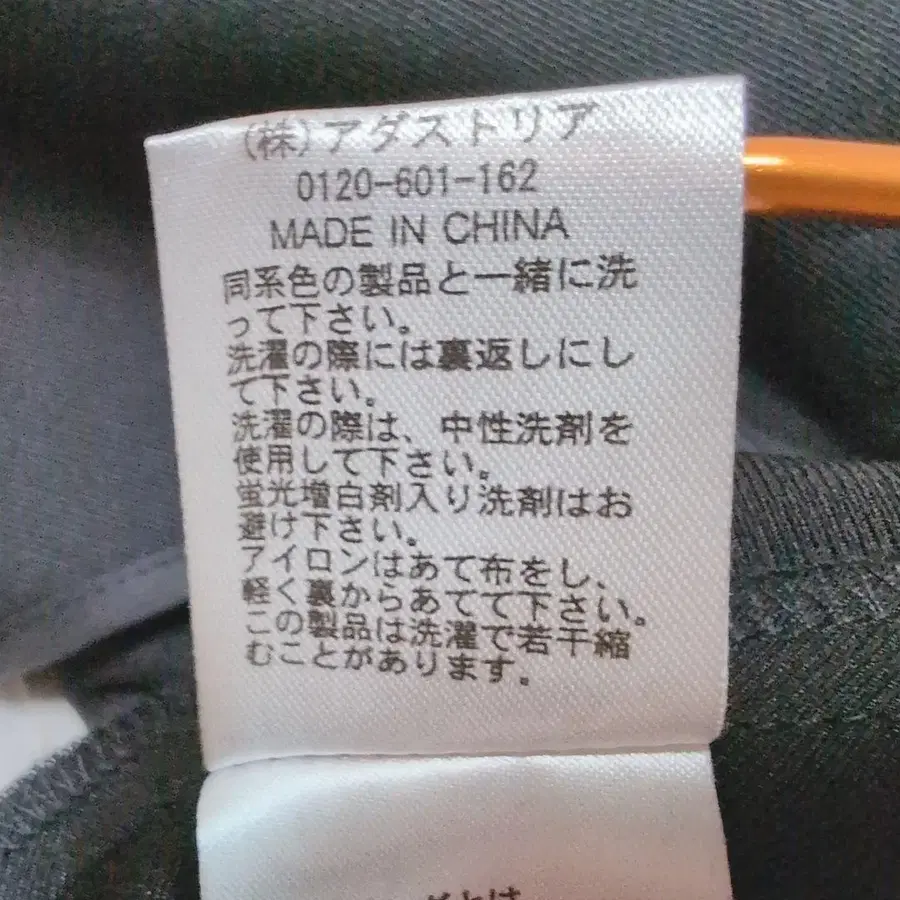 (株)アダストリア
0120-601-162
MADE IN CHINA
同系色の製品と一緒に洗
って下さい。
洗濯の際には裏返しにし
て下さい。
洗濯の際は、中性洗剤を
使用して下さい。
蛍光増白剤入り洗剤はお
避け下さい。
アイロンはあて布をし、
軽く裏からあてて下さい。
この製品は洗濯で若干縮
むことがあります。